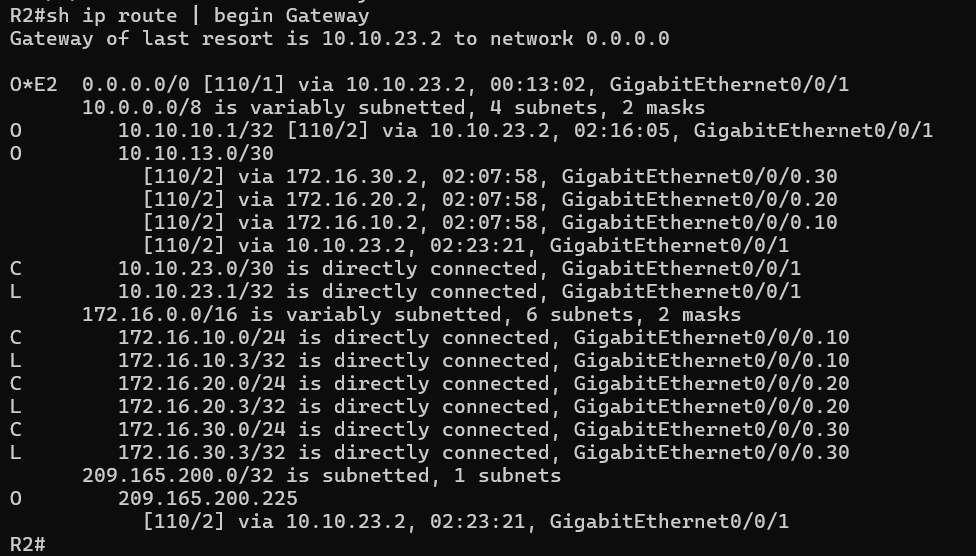 R2#sh ip route | begin Gateway
Gateway of last resort is 10.10.23.2 to network 0.0.0.0
O*E2  0.0.0.0/0 [110/1] via 10.10.23.2, 00:13:02, GigabitEthernet0/0/1
      10.0.0.0/8 is variably subnetted, 4 subnets, 2 masks
O        10.10.10.1/32 [110/2] via 10.10.23.2, 02:16:05, GigabitEthernet0/0/1
O        10.10.13.0/30
           [110/2] via 172.16.30.2, 02:07:58, GigabitEthernet0/0/0.30
           [110/2] via 172.16.20.2, 02:07:58, GigabitEthernet0/0/0.20
           [110/2] via 172.16.10.2, 02:07:58, GigabitEthernet0/0/0.10
           [110/2] via 10.10.23.2, 02:23:21, GigabitEthernet0/0/1
C        10.10.23.0/30 is directly connected, GigabitEthernet0/0/1
L        10.10.23.1/32 is directly connected, GigabitEthernet0/0/1
      172.16.0.0/16 is variably subnetted, 6 subnets, 2 masks
C        172.16.10.0/24 is directly connected, GigabitEthernet0/0/0.10
L        172.16.10.3/32 is directly connected, GigabitEthernet0/0/0.10
C        172.16.20.0/24 is directly connected, GigabitEthernet0/0/0.20
L        172.16.20.3/32 is directly connected, GigabitEthernet0/0/0.20
C        172.16.30.0/24 is directly connected, GigabitEthernet0/0/0.30
L        172.16.30.3/32 is directly connected, GigabitEthernet0/0/0.30
      209.165.200.0/32 is subnetted, 1 subnets
O        209.165.200.225
           [110/2] via 10.10.23.2, 02:23:21, GigabitEthernet0/0/1
R2#